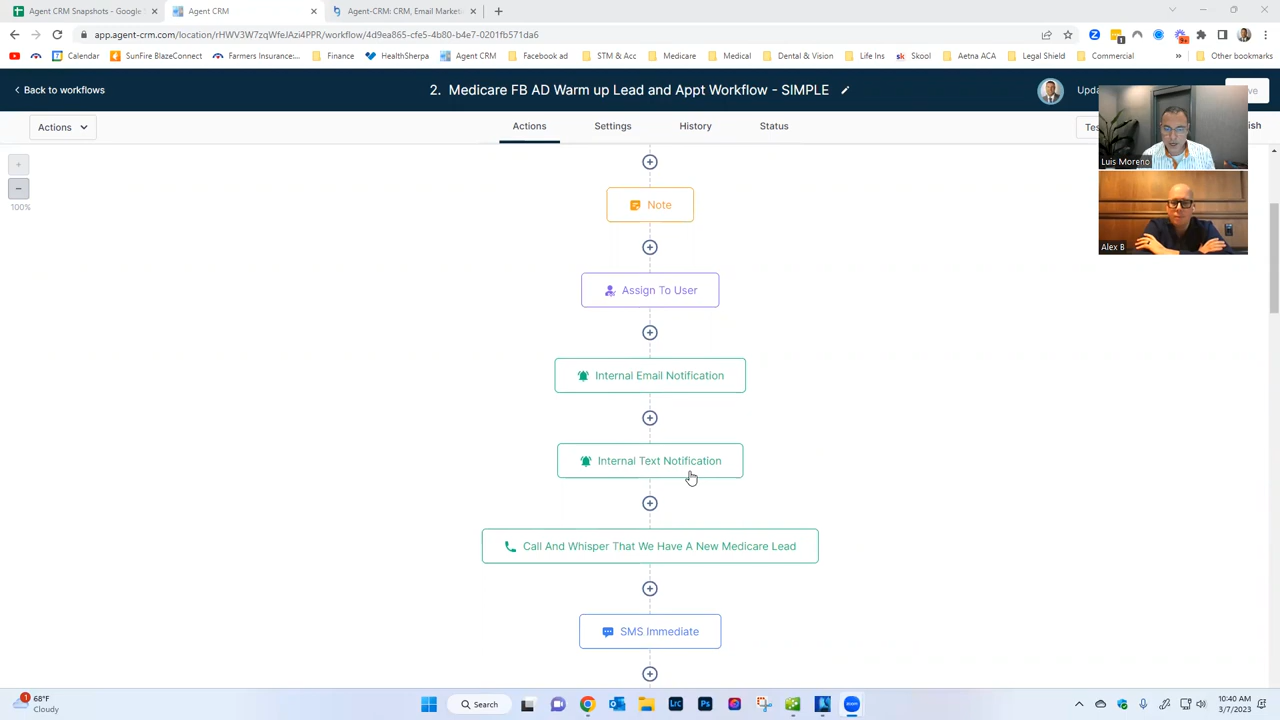 Agent CRM Snapshots - Google
Agent CRM
Agent-CRM: CRM, Email Market
app.agent-crm.com/location/rHWV3W7zqWfeJAzi4PPR/workflow/4d9ea865-cfe5-4b80-b0e7-0201fb571da6
Calendar
SunFire BlazeConnect
Farmers Insurance:...
Finance
HealthSherpa
Agent CRM
Facebook ad
STM & Acc
Medicare
Medical
Dental & Vision
Life Ins
Skool
Aetna ACA
Legal Shield
Commercial
Other bookmarks
Back to workflows
2. Medicare FB AD Warm up Lead and Appt Workflow - SIMPLE
Actions
Actions
Settings
History
Status
Luis Moreno
100%
Note
Alex B
Assign To User
Internal Email Notification
Internal Text Notification
Call And Whisper That We Have A New Medicare Lead
SMS Immediate
1
68°F
Cloudy
Search
LrC
Ps
10:40 AM
3/7/2023